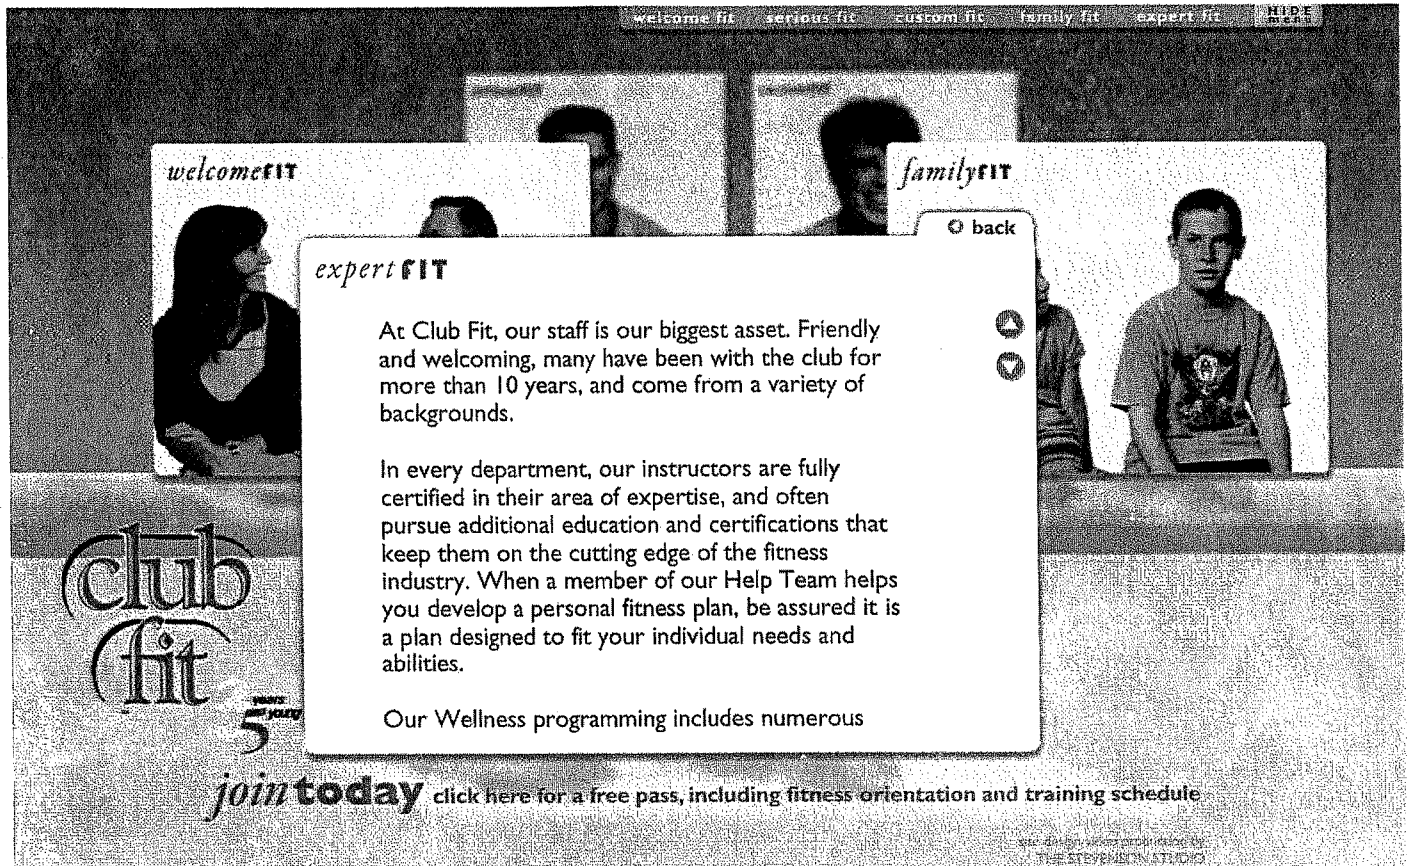 welcome fit serious fit custom fit family fit expert fit HIDE
welcomeFIT
familyFIT
back
expertFIT
At Club Fit, our staff is our biggest asset. Friendly
and welcoming, many have been with the club for
more than 10 years, and come from a variety of
backgrounds.
In every department, our instructors are fully
certified in their area of expertise, and often
pursue additional education and certifications that
keep them on the cutting edge of the fitness
industry. When a member of our Help Team helps
you develop a personal fitness plan, be assured it is
a plan designed to fit your individual needs and
abilities.
Our Wellness programming includes numerous
club
fit
years
young
5
join today click here for a free pass, including fitness orientation and training schedule
THE STEVENSON STUDIO